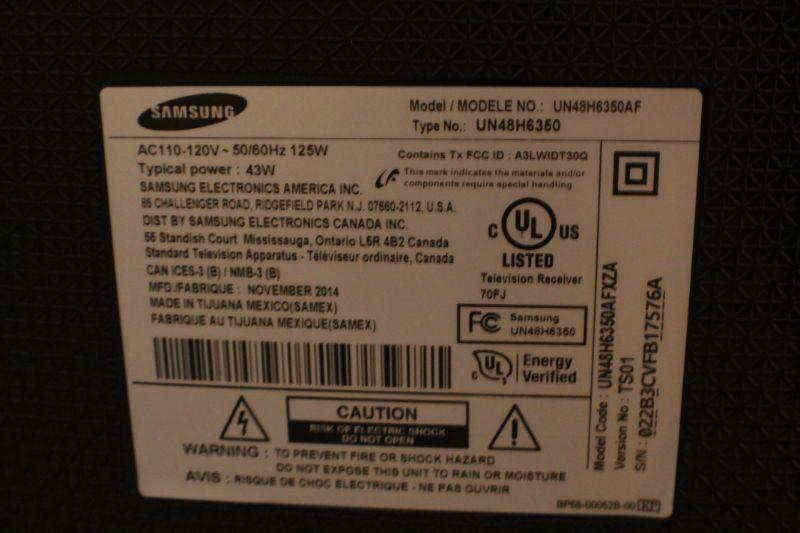 SAMSUNG
Model / MODELE NO.: UN48H6350AF
Type No.: UN48H6350
AC110-120V ~ 50/60Hz 125W
Typical power : 43W
SAMSUNG ELECTRONICS AMERICA INC.
85 CHALLENGER ROAD, RIDGEFIELD PARK N.J. 07660-2112, U.S.A.
DIST BY SAMSUNG ELECTRONICS CANADA INC.
55 Standish Court Mississauga, Ontario L5R 4B2 Canada
Standard Television Apparatus - Téléviseur ordinaire, Canada
CAN ICES-3 (B) / NMB-3 (B)
MFD./FABRIQUE : NOVEMBER 2014
MADE IN TIJUANA MEXICO(SAMEX)
FABRIQUE AU TIJUANA MEXIQUE(SAMEX)
Contains Tx FCC ID : A3LWIDT30Q
This mark indicates the materials and/or
components require special handling
C UL US
LISTED
Television Receiver
70FJ
FC Samsung
UN48H6350
C UL Energy
Verified
Model Code : UN48H6350AFXZA
Version No : TS01
S/N : 022B3CVFB17576A
CAUTION
RISK OF ELECTRIC SHOCK
DO NOT OPEN
WARNING : TO PREVENT FIRE OR SHOCK HAZARD
DO NOT EXPOSE THIS UNIT TO RAIN OR MOISTURE
AVIS : RISQUE DE CHOC ELECTRIQUE - NE PAS OUVRIR
BP68-00052B-00